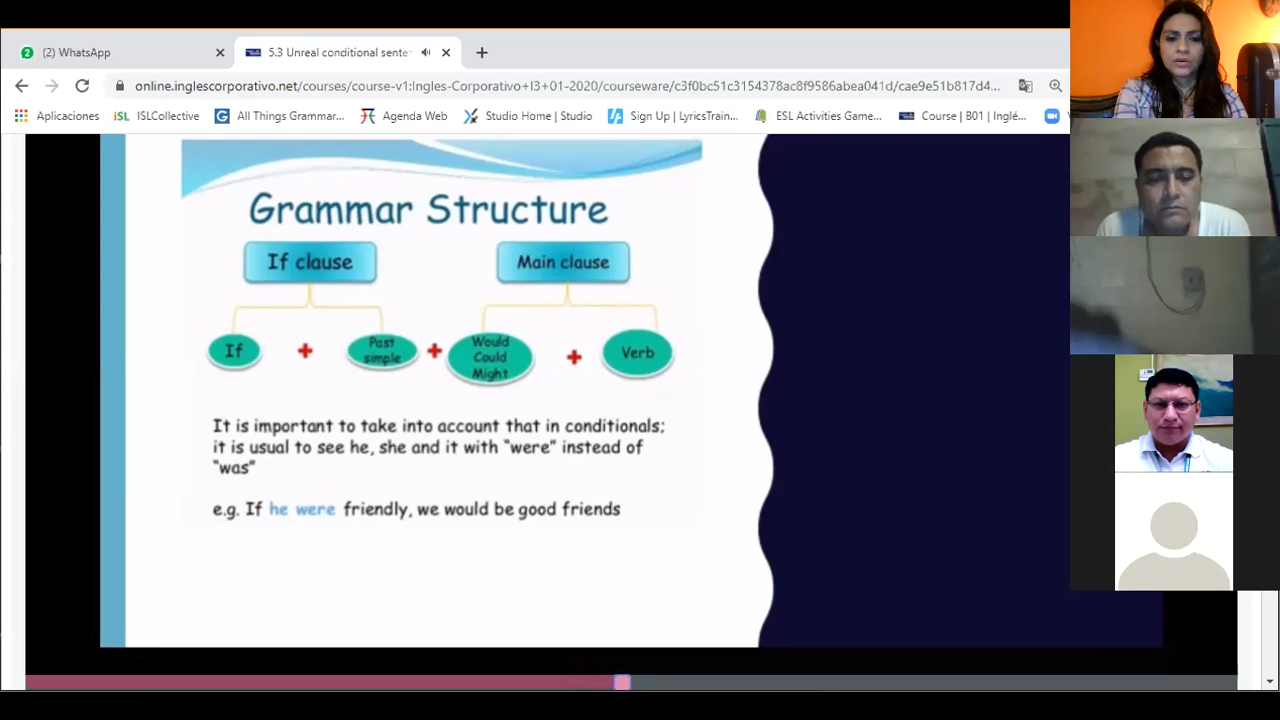 2
(2) WhatsApp
5.3 Unreal conditional sente
online.inglescorporativo.net/courses/course-v1:Ingles-Corporativo+I3+01-2020/courseware/c3f0bc51c3154378ac8f9586abea041d/cae9e51b817d4...
Aplicaciones
iSL ISLCollective
G All Things Grammar...
Agenda Web
Studio Home | Studio
Sign Up | LyricsTrain...
ESL Activities Game...
Course | B01 | Inglé...
Grammar Structure
If clause
Main clause
If + Past simple + Would Could Might + Verb
It is important to take into account that in conditionals;
it is usual to see he, she and it with “were” instead of
“was”
e.g. If he were friendly, we would be good friends